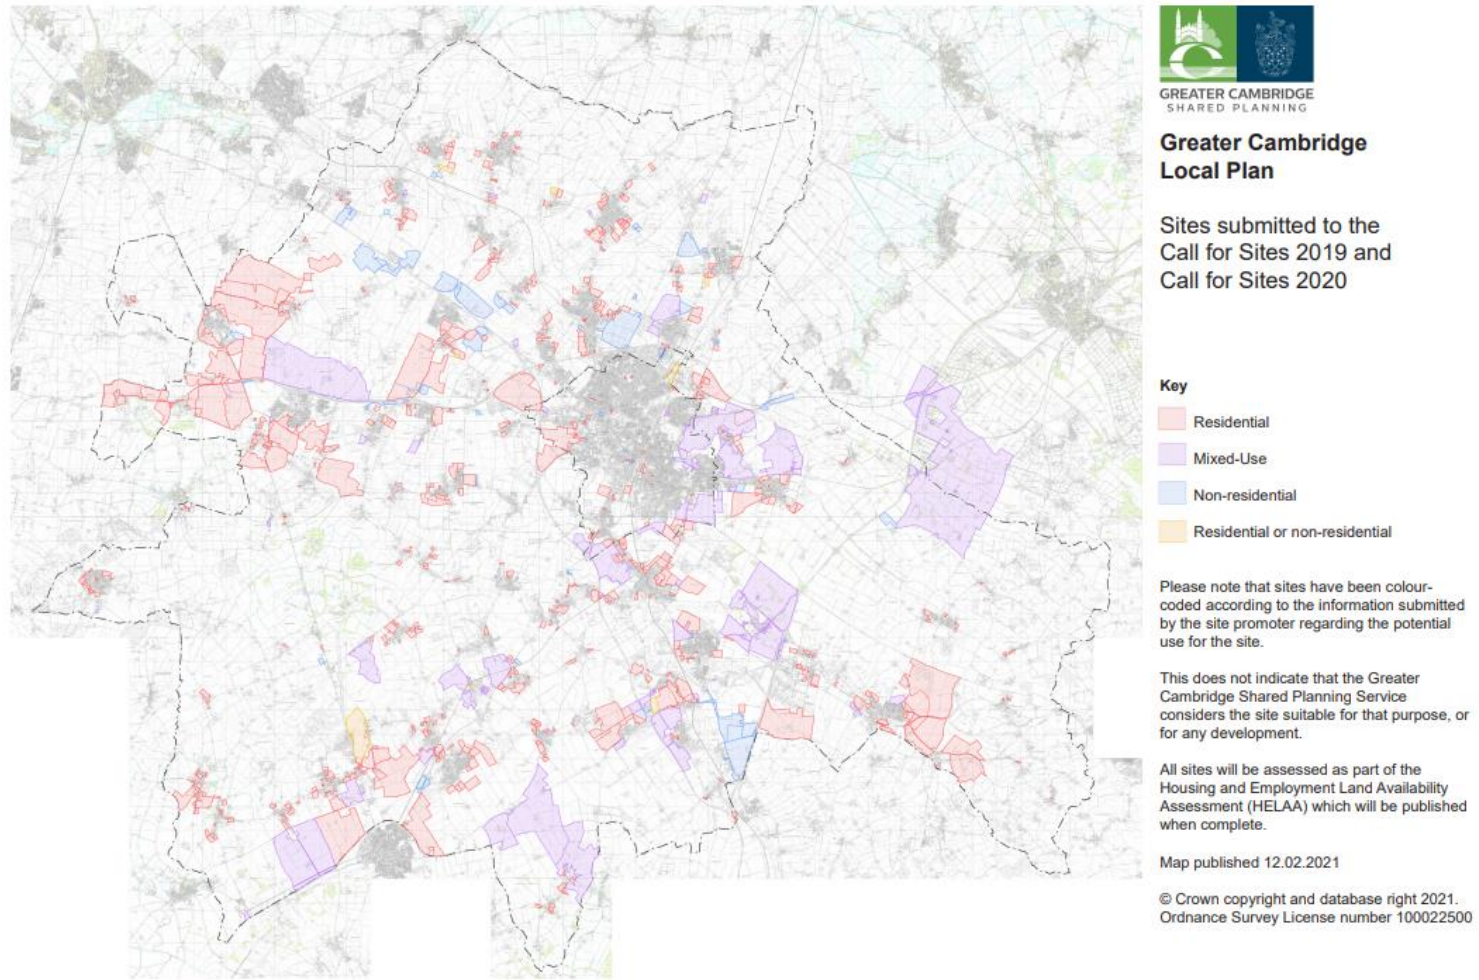 GREATER CAMBRIDGE
SHARED PLANNING
Greater Cambridge
Local Plan
Sites submitted to the
Call for Sites 2019 and
Call for Sites 2020
Key
Residential
Mixed-Use
Non-residential
Residential or non-residential
Please note that sites have been colour-
coded according to the information submitted
by the site promoter regarding the potential
use for the site.
This does not indicate that the Greater
Cambridge Shared Planning Service
considers the site suitable for that purpose, or
for any development.
All sites will be assessed as part of the
Housing and Employment Land Availability
Assessment (HELAA) which will be published
when complete.
Map published 12.02.2021
© Crown copyright and database right 2021.
Ordnance Survey License number 100022500